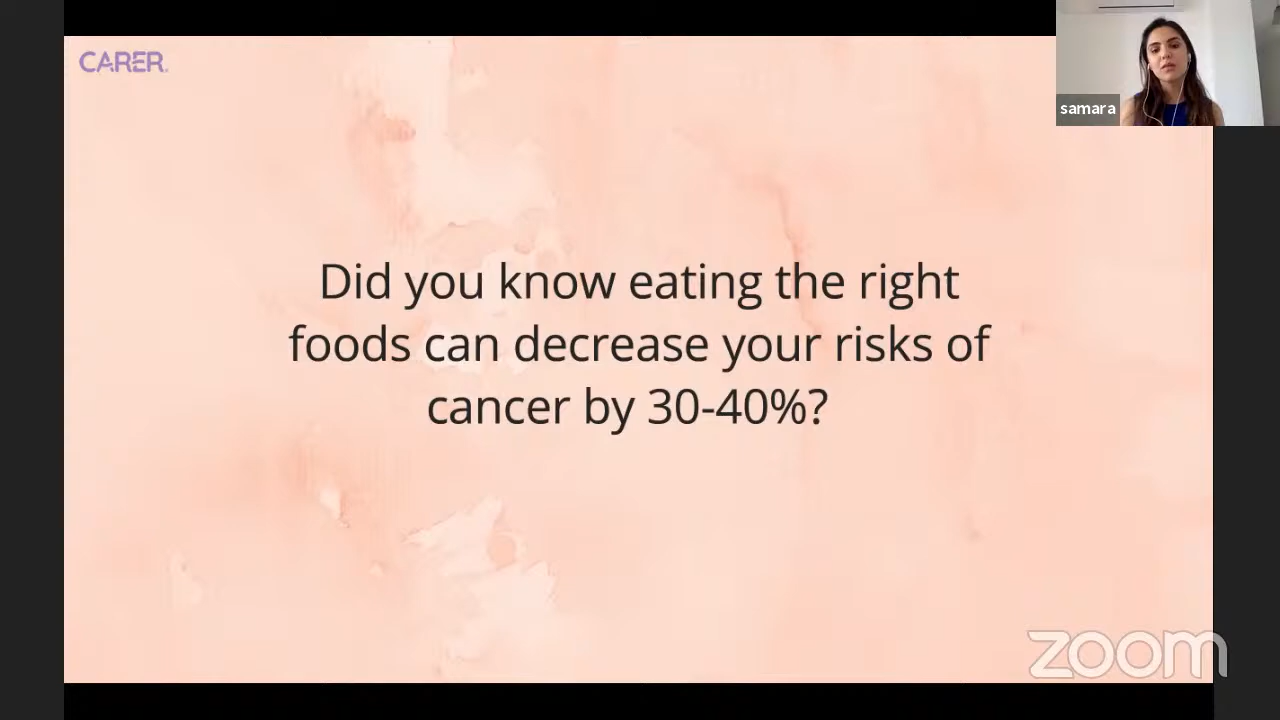 CARER.
samara
Did you know eating the right
foods can decrease your risks of
cancer by 30-40%?
zoom